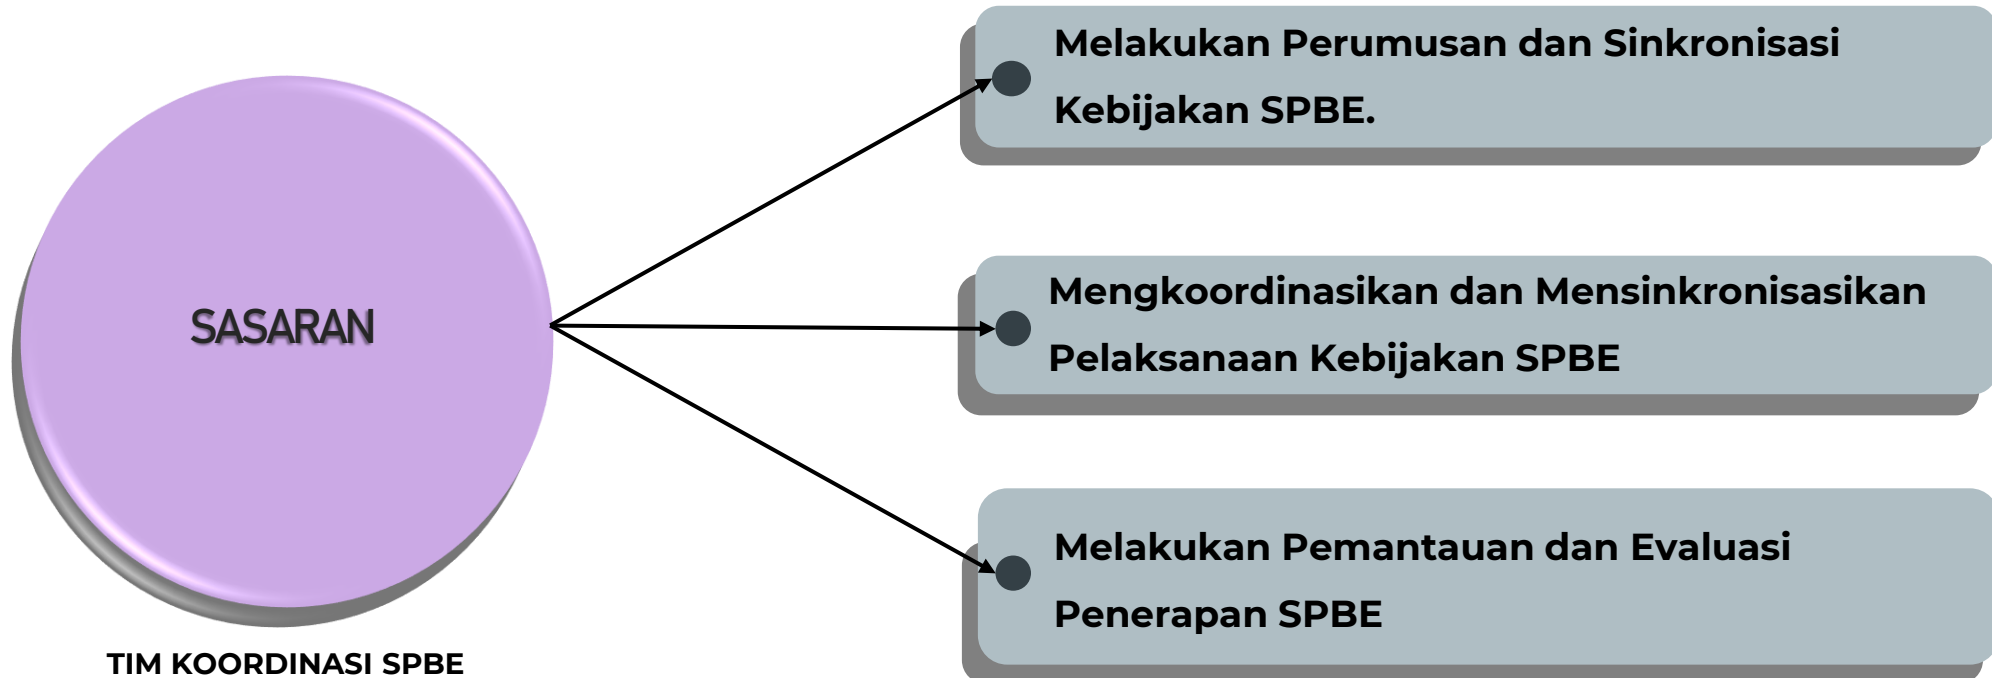 SASARAN
TIM KOORDINASI SPBE
Melakukan Perumusan dan Sinkronisasi
Kebijakan SPBE.
Mengkoordinasikan dan Mensinkronisasikan
Pelaksanaan Kebijakan SPBE
Melakukan Pemantauan dan Evaluasi
Penerapan SPBE